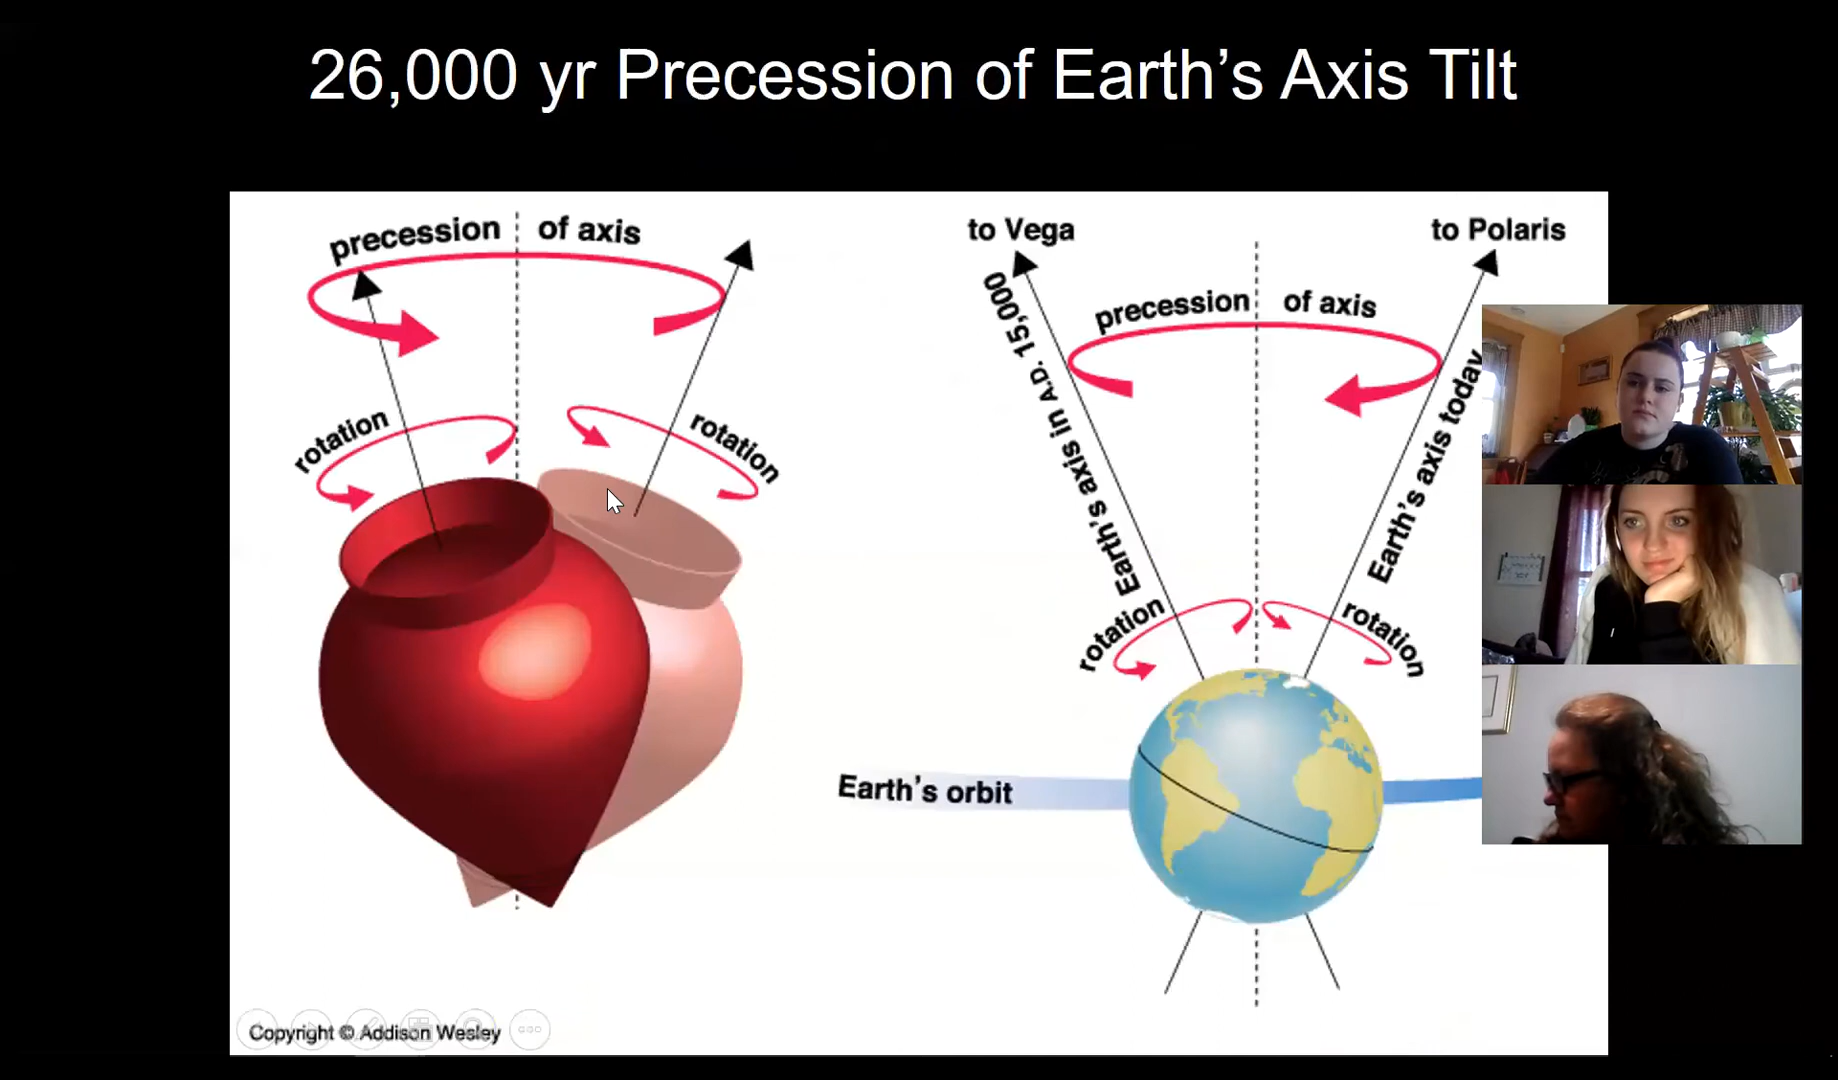 26,000 yr Precession of Earth's Axis Tilt
precession of axis
rotation
rotation
to Vega
to Polaris
Earth's axis in A.D. 15,000
precession of axis
Earth's axis today
rotation
rotation
Earth's orbit
Copyright © Addison Wesley